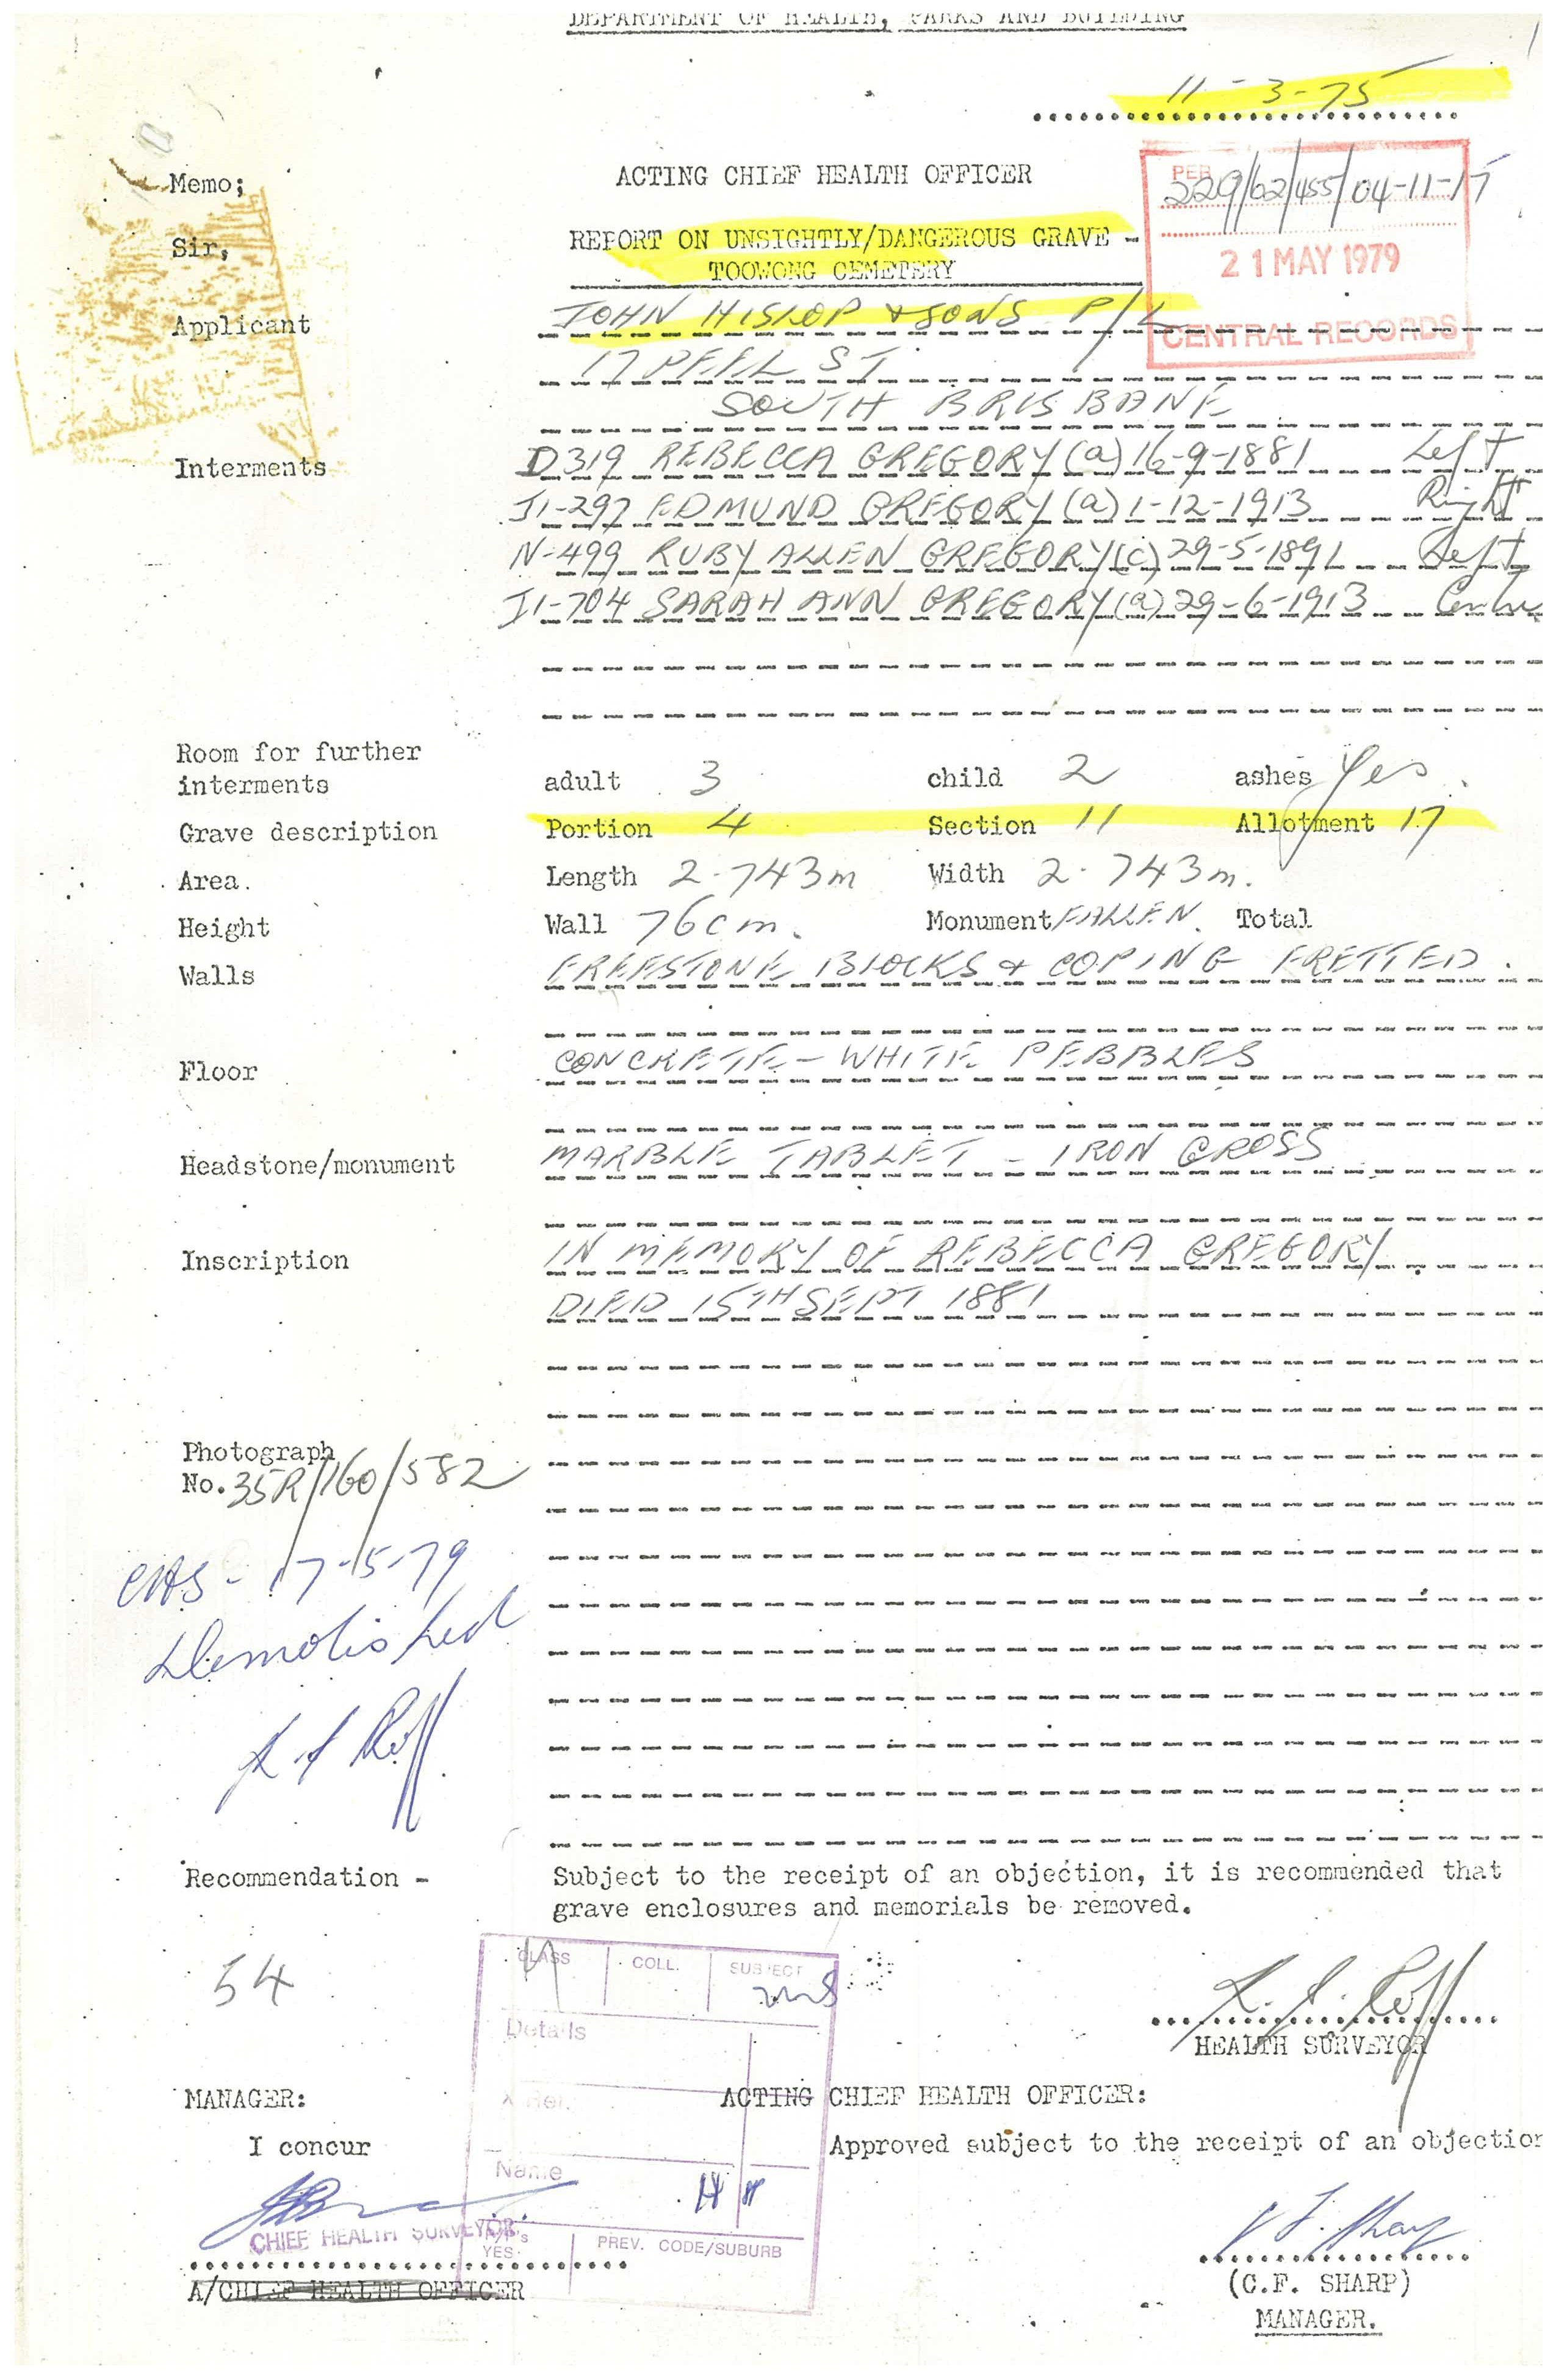 DEPARTMENT OF HEALTH, PARKS AND BUILDING
11-3-75
Memo;
ACTING CHIEF HEALTH OFFICER
229/62/455/04-11-17
Sir,
REPORT ON UNSIGHTLY/DANGEROUS GRAVE -
TOOWONG CEMETERY
21 MAY 1979
CENTRAL RECORDS
Applicant
JOHN HISLOP & SONS P/L
17 PEEL ST
SOUTH BRISBANE
Interments
D319 REBECCA GREGORY (a) 16-9-1881 Left
J1-297 EDMUND GREGORY (a) 1-12-1913 Right
N-499 RUBY ALLEN GREGORY (c) 29-5-1891 Left
J1-704 SARAH ANN GREGORY (a) 29-6-1913 Centre
Room for further
interments adult 3 child 2 ashes Yes.
Grave description Portion 4 Section 11 Allotment 17
Area. Length 2.743m Width 2.743m.
Height Wall 76cm. Monument FALLEN. Total
Walls FREESTONE BLOCKS & COPING FRETTED.
Floor CONCRETE - WHITE PEBBLES
Headstone/monument MARBLE TABLET - IRON CROSS
Inscription IN MEMORY OF REBECCA GREGORY.
DIED 15TH SEPT 1881
Photograph
No. 35R/160/582
CHS - 17-5-79
Demolished
Recommendation - Subject to the receipt of an objection, it is recommended that
grave enclosures and memorials be removed.
54
CLASS COLL. SUBJECT
Details
HEALTH SURVEYOR
MANAGER: ACTING CHIEF HEALTH OFFICER:
I concur Approved subject to the receipt of an objection
Name
CHIEF HEALTH SURVEYOR.
YES PREV. CODE/SUBURB
A/CHIEF HEALTH OFFICER
(C.F. SHARP)
MANAGER.